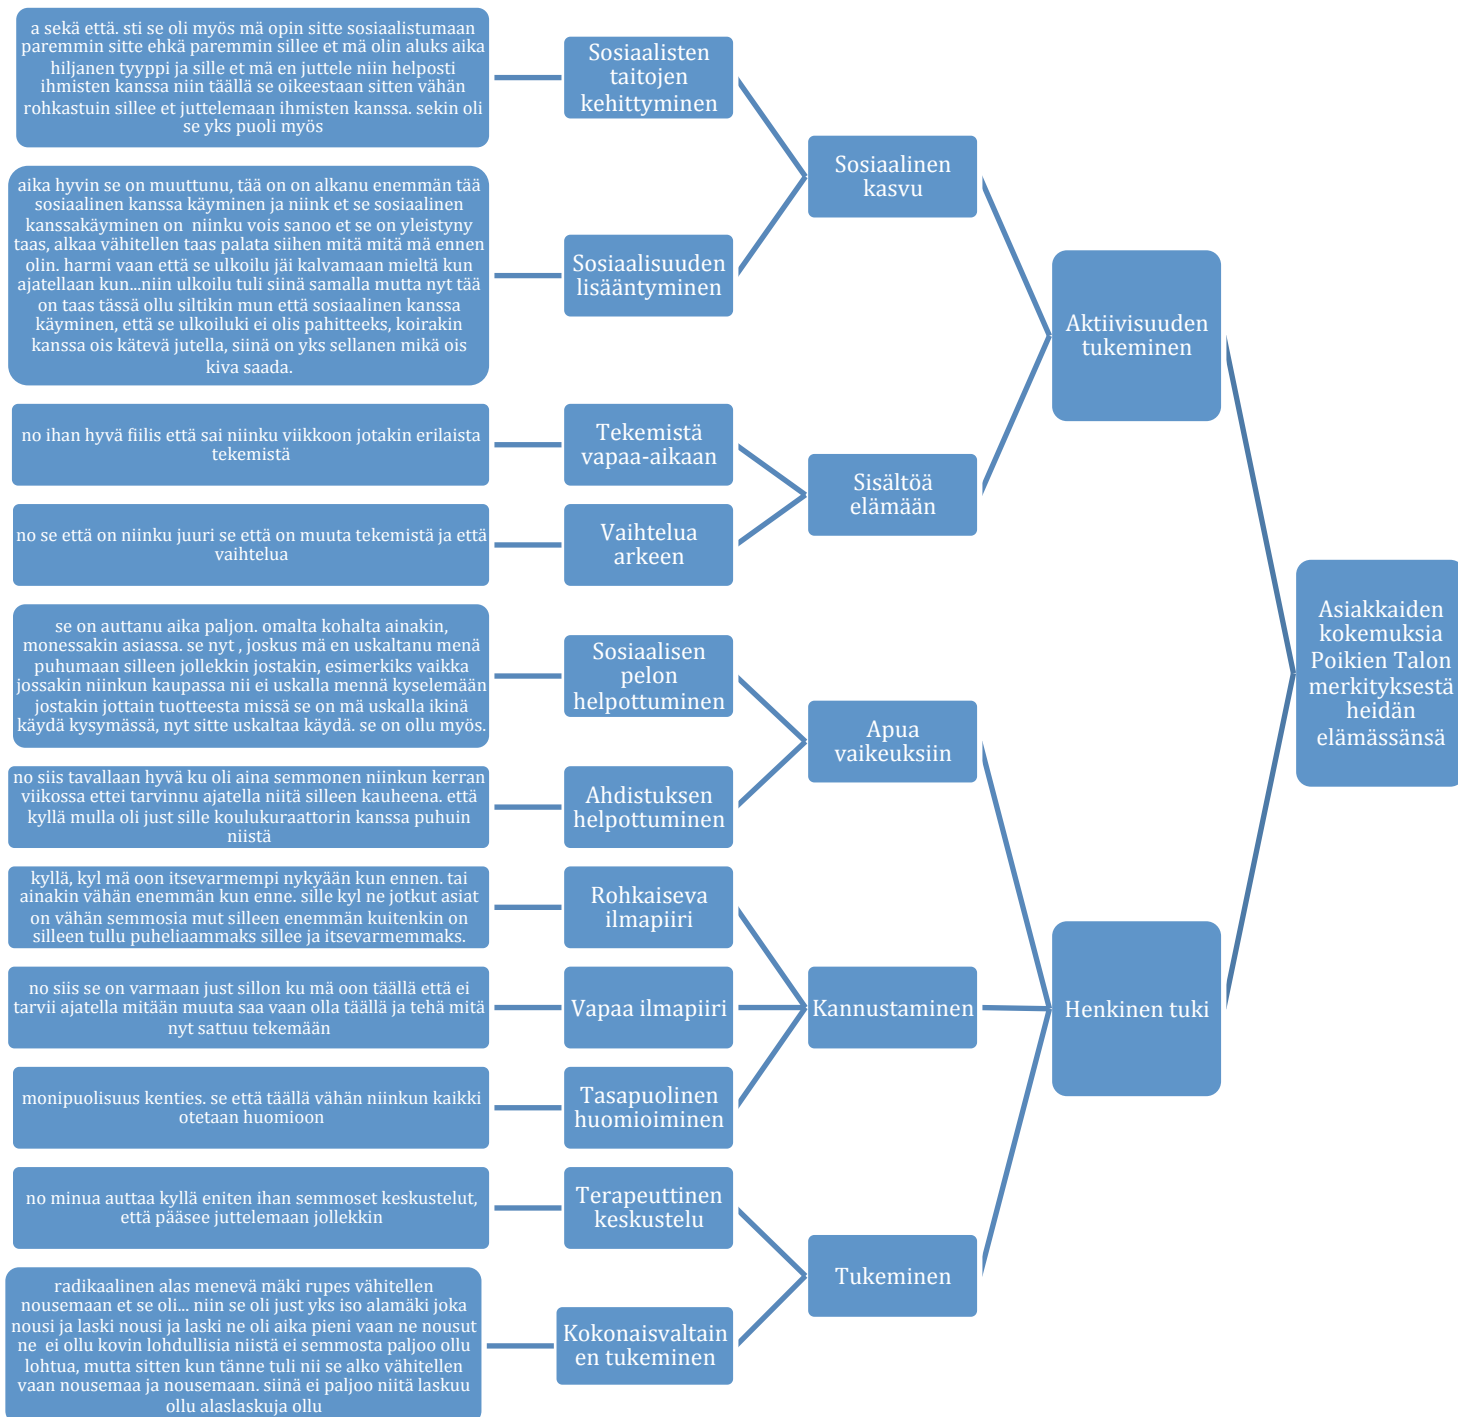 a sekä että. sti se oli myös mä opin sitte sosiaalistumaan
paremmin sitte ehkä paremmin sillee et mä olin aluks aika
hiljanen tyyppi ja sille et mä en juttele niin helposti
ihmisten kanssa niin täällä se oikeestaan sitten vähän
rohkastuin sillee et juttelemaan ihmisten kanssa. sekin oli
se yks puoli myös
aika hyvin se on muuttunu, tää on on alkanu enemmän tää
sosiaalinen kanssa käyminen ja niink et se sosiaalinen
kanssakäyminen on  niinku vois sanoo et se on yleistyny
taas, alkaa vähitellen taas palata siihen mitä mitä mä ennen
olin. harmi vaan että se ulkoilu jäi kalvamaan mieltä kun
ajatellaan kun...niin ulkoilu tuli siinä samalla mutta nyt tää
on taas tässä ollu siltikin mun että sosiaalinen kanssa
käyminen, että se ulkoiluki ei olis pahitteeks, koirakin
kanssa ois kätevä jutella, siinä on yks sellanen mikä ois
kiva saada.
no ihan hyvä fiilis että sai niinku viikkoon jotakin erilaista
tekemistä
no se että on niinku juuri se että on muuta tekemistä ja että
vaihtelua
se on auttanu aika paljon. omalta kohalta ainakin,
monessakin asiassa. se nyt , joskus mä en uskaltanu menä
puhumaan silleen jollekkin jostakin, esimerkiks vaikka
jossakin niinkun kaupassa nii ei uskalla mennä kyselemään
jostakin jottain tuotteesta missä se on mä uskalla ikinä
käydä kysymässä, nyt sitte uskaltaa käydä. se on ollu myös.
no siis tavallaan hyvä ku oli aina semmonen niinkun kerran
viikossa ettei tarvinnu ajatella niitä silleen kauheena. että
kyllä mulla oli just sille koulukuraattorin kanssa puhuin
niistä
kyllä, kyl mä oon itsevarmempi nykyään kun ennen. tai
ainakin vähän enemmän kun enne. sille kyl ne jotkut asiat
on vähän semmosia mut silleen enemmän kuitenkin on
silleen tullu puheliaammaks sillee ja itsevarmemmaks.
no siis se on varmaan just sillon ku mä oon täällä että ei
tarvii ajatella mitään muuta saa vaan olla täällä ja tehä mitä
nyt sattuu tekemään
monipuolisuus kenties. se että täällä vähän niinkun kaikki
otetaan huomioon
no minua auttaa kyllä eniten ihan semmoset keskustelut,
että pääsee juttelemaan jollekkin
radikaalinen alas menevä mäki rupes vähitellen
nousemaan et se oli... niin se oli just yks iso alamäki joka
nousi ja laski nousi ja laski ne oli aika pieni vaan ne nousut
ne  ei ollu kovin lohdullisia niistä ei semmosta paljoo ollu
lohtua, mutta sitten kun tänne tuli nii se alko vähitellen
vaan nousemaa ja nousemaan. siinä ei paljoo niitä laskuu
ollu alaslaskuja ollu
Sosiaalisten
taitojen
kehittyminen
Sosiaalisuuden
lisääntyminen
Tekemistä
vapaa-aikaan
Vaihtelua
arkeen
Sosiaalisen
pelon
helpottuminen
Ahdistuksen
helpottuminen
Rohkaiseva
ilmapiiri
Vapaa ilmapiiri
Tasapuolinen
huomioiminen
Terapeuttinen
keskustelu
Kokonaisvaltain
en tukeminen
Sosiaalinen
kasvu
Sisältöä
elämään
Apua
vaikeuksiin
Kannustaminen
Tukeminen
Aktiivisuuden
tukeminen
Henkinen tuki
Asiakkaiden
kokemuksia
Poikien Talon
merkityksestä
heidän
elämässänsä